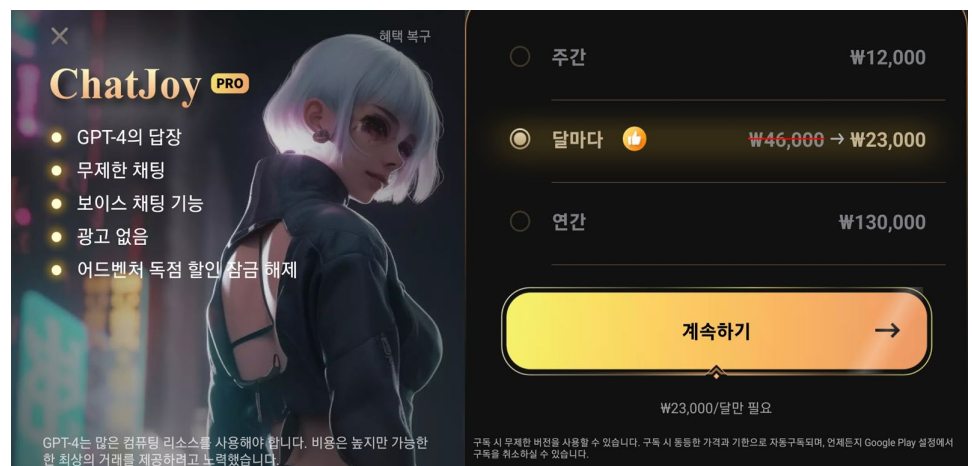 혜택 복구
ChatJoy PRO
GPT-4의 답장
무제한 채팅
보이스 채팅 기능
광고 없음
어드벤처 독점 할인 잠금 해제
GPT-4는 많은 컴퓨팅 리소스를 사용해야 합니다. 비용은 높지만 가능한
한 최상의 거래를 제공하려고 노력했습니다.
주간 ₩12,000
달마다 ₩46,000 → ₩23,000
연간 ₩130,000
계속하기 →
₩23,000/달만 필요
구독 시 무제한 버전을 사용할 수 있습니다. 구독 시 동등한 가격과 기한으로 자동구독되며, 언제든지 Google Play 설정에서
구독을 취소하실 수 있습니다.